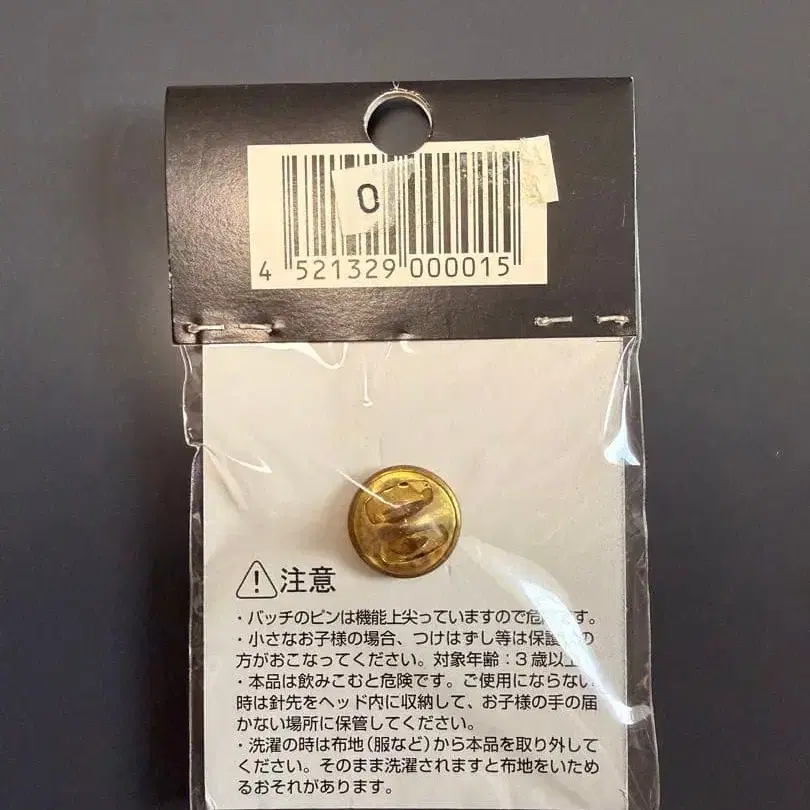 0
4 521329 000015
注意
・バッチのピンは機能上尖っていますので危険です。
・小さなお子様の場合、つけはずし等は保護の
方がおこなってください。対象年齢：3歳以上
・本品は飲みこむと危険です。ご使用にならない
時は針先をヘッド内に収納して、お子様の手の届
かない場所に保管してください。
・洗濯の時は布地（服など）から本品を取り外して
ください。そのまま洗濯されますと布地をいため
るおそれがあります。